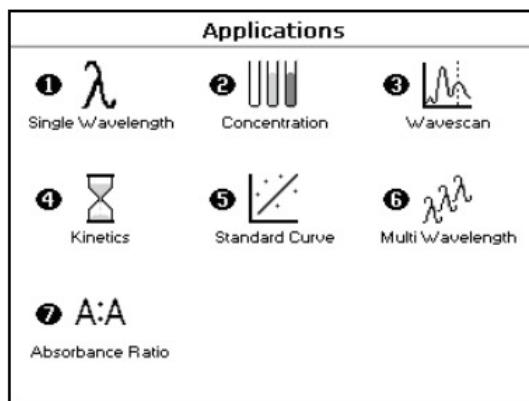 Applications
1 λ
Single Wavelength
2
Concentration
3
Wavescan
4
Kinetics
5
Standard Curve
6 λλλ
Multi Wavelength
7 A:A
Absorbance Ratio